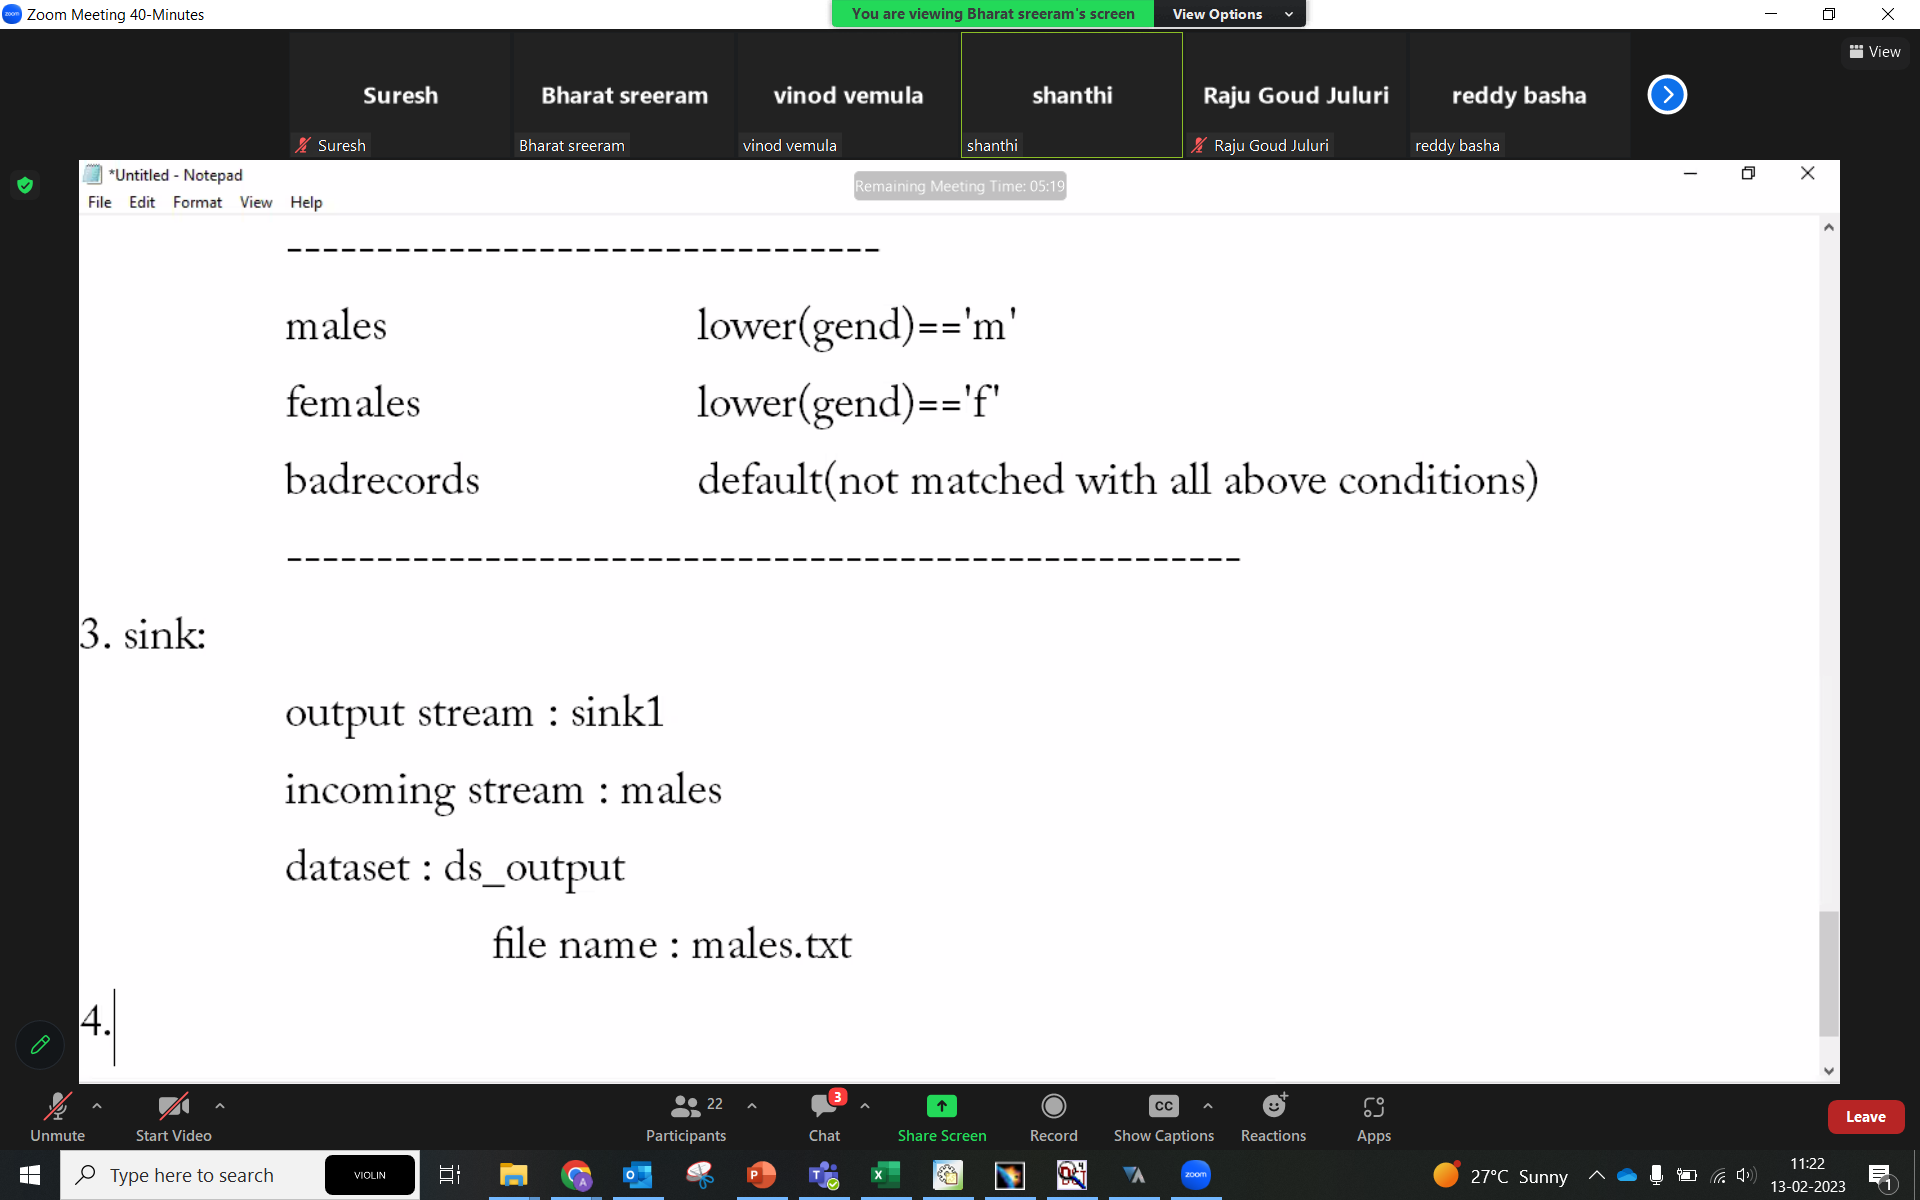 Zoom Meeting 40-Minutes
You are viewing Bharat sreeram's screen
View Options
View
Suresh
Bharat sreeram
vinod vemula
shanthi
Raju Goud Juluri
reddy basha
Suresh
Bharat sreeram
vinod vemula
shanthi
Raju Goud Juluri
reddy basha
*Untitled - Notepad
Remaining Meeting Time: 05:19
File Edit Format View Help
---------------------------------
males lower(gend)=='m'
females lower(gend)=='f'
badrecords default(not matched with all above conditions)
-----------------------------------------------------
3. sink:
output stream : sink1
incoming stream : males
dataset : ds_output
file name : males.txt
4.
Unmute
Start Video
22
Participants
3
Chat
Share Screen
Record
CC
Show Captions
Reactions
Apps
Leave
Type here to search
VIOLIN
zoom
27°C Sunny
11:22
13-02-2023
1